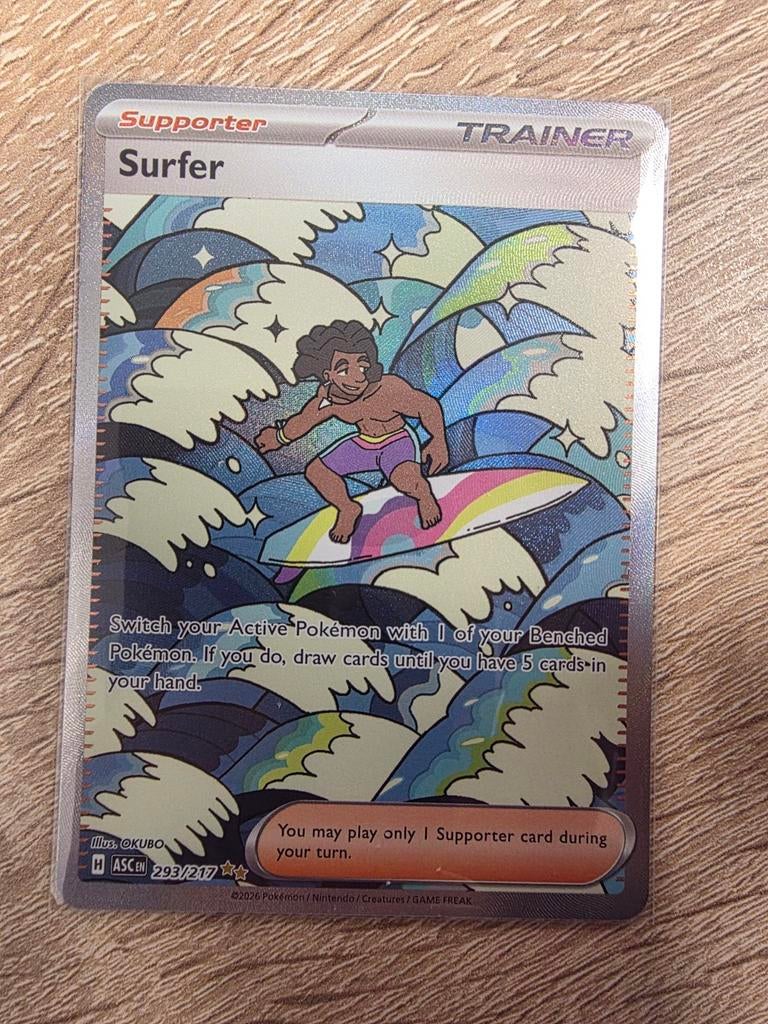 Supporter
TRAINER
Surfer
Switch your Active Pokémon with 1 of your Benched
Pokémon. If you do, draw cards until you have 5 cards in
your hand.
You may play only 1 Supporter card during
your turn.
Illus. OKUBO
H ASC EN 293/217
©2026 Pokémon / Nintendo / Creatures / GAME FREAK